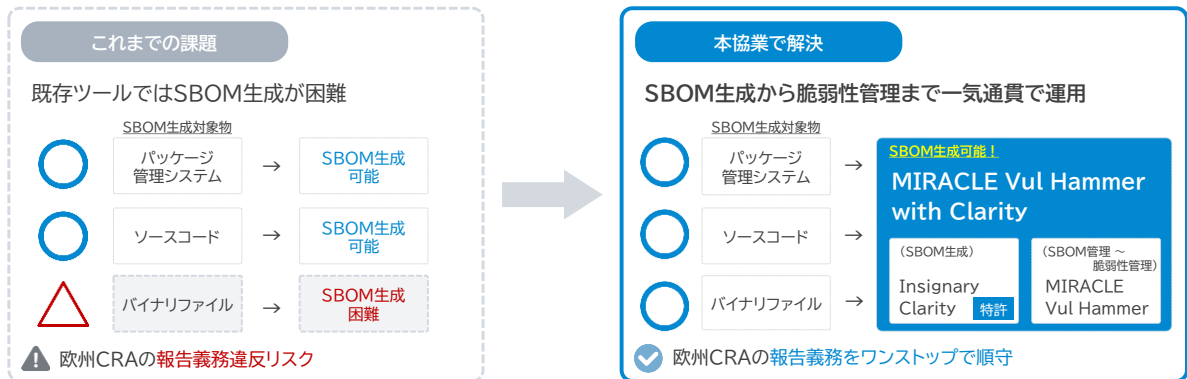 これまでの課題
既存ツールではSBOM生成が困難
SBOM生成対象物
パッケージ
管理システム
→
SBOM生成
可能
ソースコード
→
SBOM生成
可能
バイナリファイル
→
SBOM生成
困難
欧州CRAの報告義務違反リスク
本協業で解決
SBOM生成から脆弱性管理まで一気通貫で運用
SBOM生成対象物
パッケージ
管理システム
→
ソースコード
→
バイナリファイル
→
SBOM生成可能！
MIRACLE Vul Hammer
with Clarity
（SBOM生成）
Insignary
Clarity 特許
（SBOM管理 ～
脆弱性管理）
MIRACLE
Vul Hammer
欧州CRAの報告義務をワンストップで順守